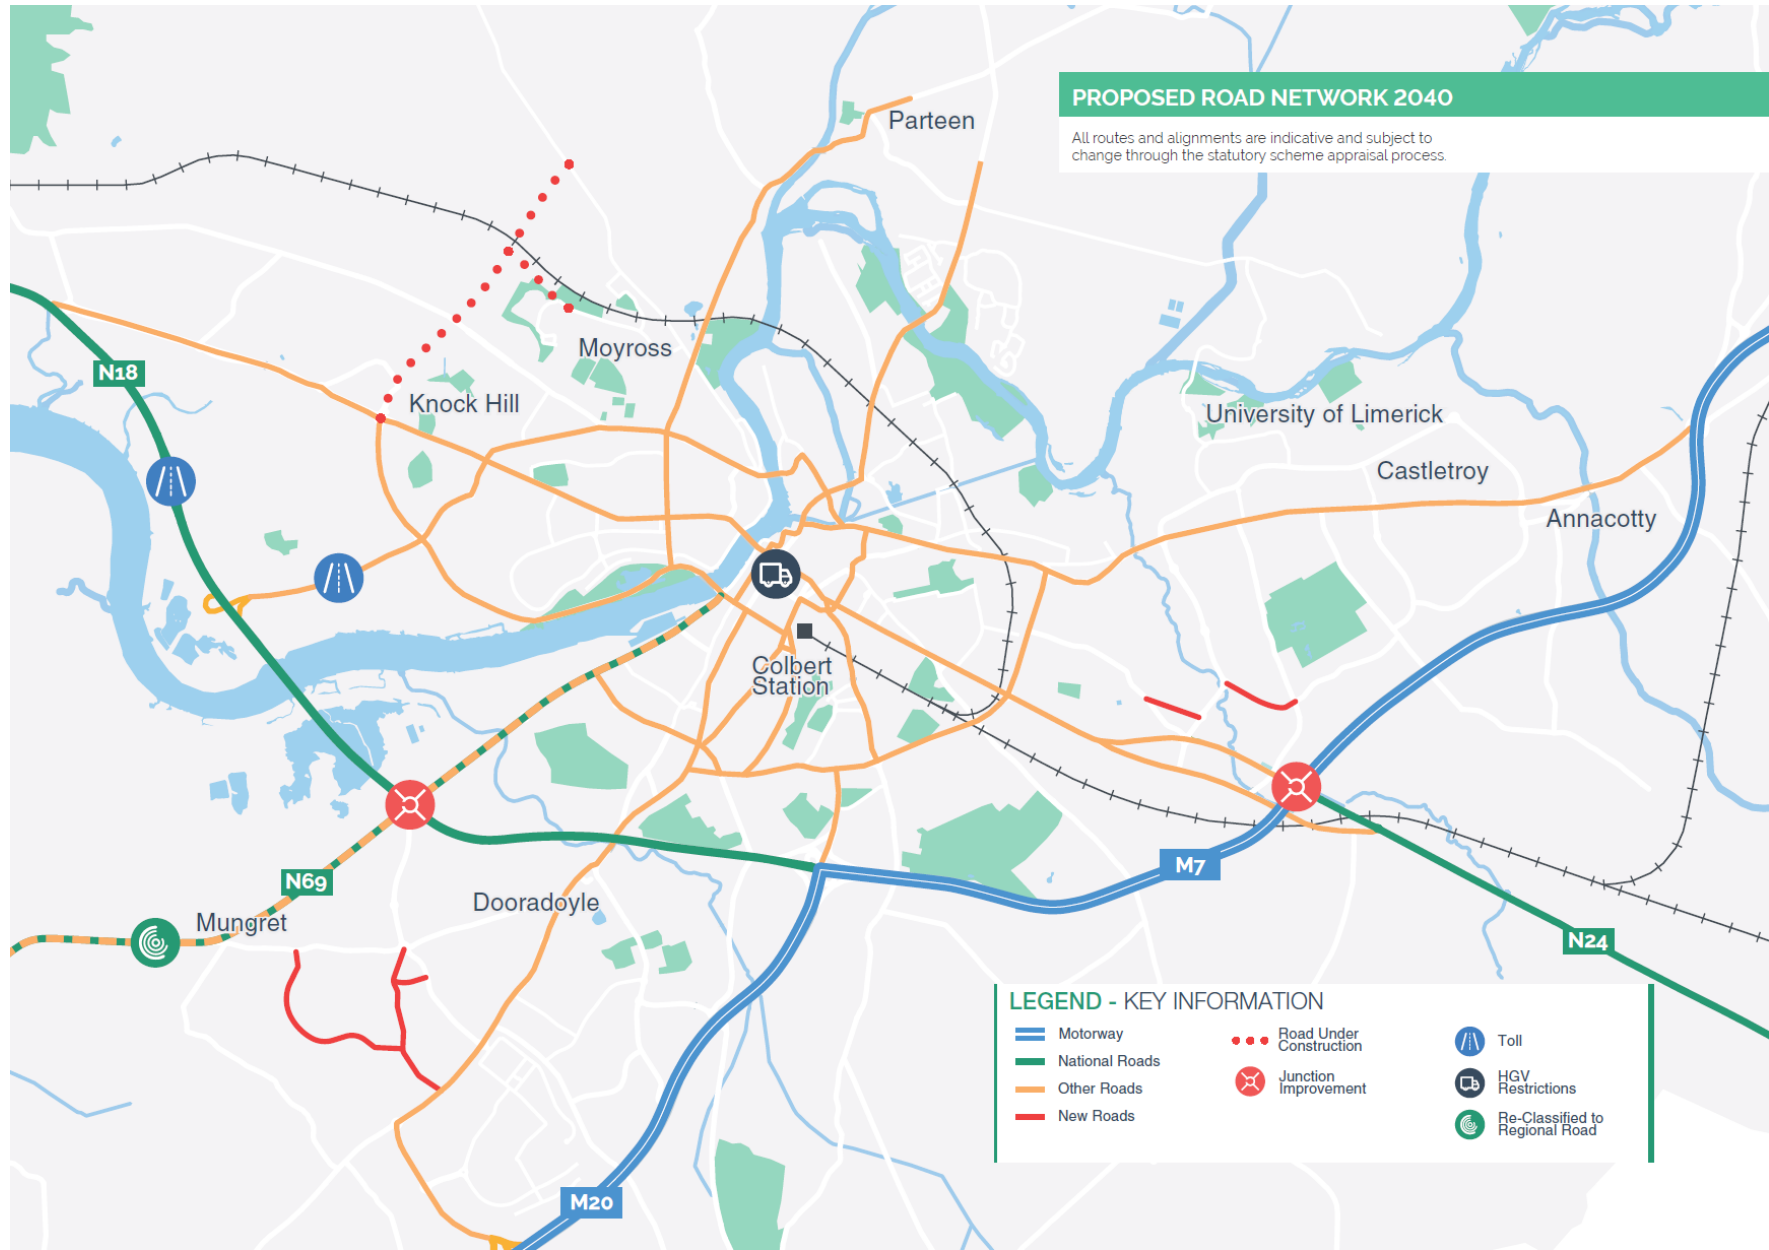 PROPOSED ROAD NETWORK 2040
All routes and alignments are indicative and subject to
change through the statutory scheme appraisal process.
Parteen
Moyross
N18
Knock Hill
University of Limerick
Castletroy
Annacotty
Colbert
Station
M7
N69
Dooradoyle
Mungret
N24
M20
LEGEND - KEY INFORMATION
Motorway
National Roads
Other Roads
New Roads
Road Under
Construction
Junction
Improvement
Toll
HGV
Restrictions
Re-Classified to
Regional Road